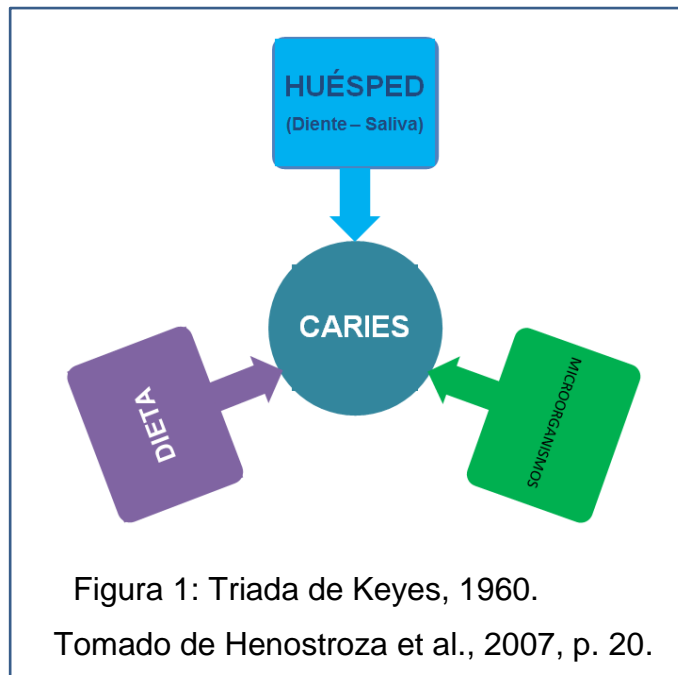 HUÉSPED
(Diente – Saliva)
CARIES
DIETA
MICROORGANISMOS
Figura 1: Triada de Keyes, 1960.
Tomado de Henostroza et al., 2007, p. 20.